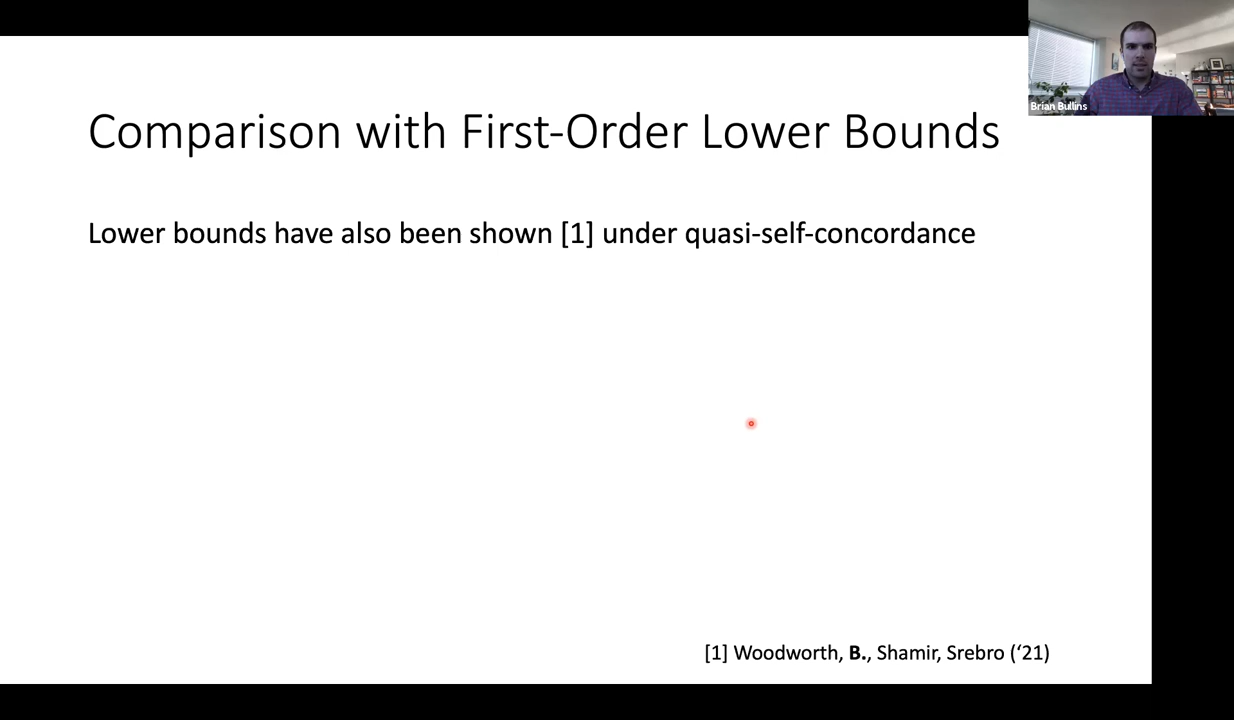 Brian Bullins
Comparison with First-Order Lower Bounds
Lower bounds have also been shown [1] under quasi-self-concordance
[1] Woodworth, B., Shamir, Srebro (‘21)